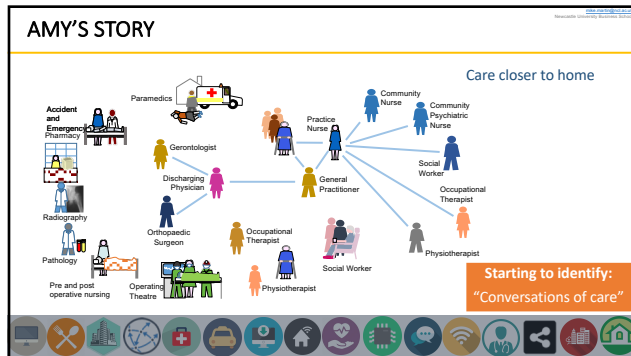 Newcastle University Business School
AMY'S STORY
Care closer to home
Paramedics
Accident
and
Emergency
Pharmacy
Gerontologist
Discharging
Physician
Radiography
Orthopaedic
Surgeon
Pathology
Pre and post
operative nursing
Operating
Theatre
Occupational
Therapist
Physiotherapist
Social Worker
Practice
Nurse
General
Practitioner
Community
Nurse
Community
Psychiatric
Nurse
Social
Worker
Occupational
Therapist
Physiotherapist
Starting to identify:
“Conversations of care”